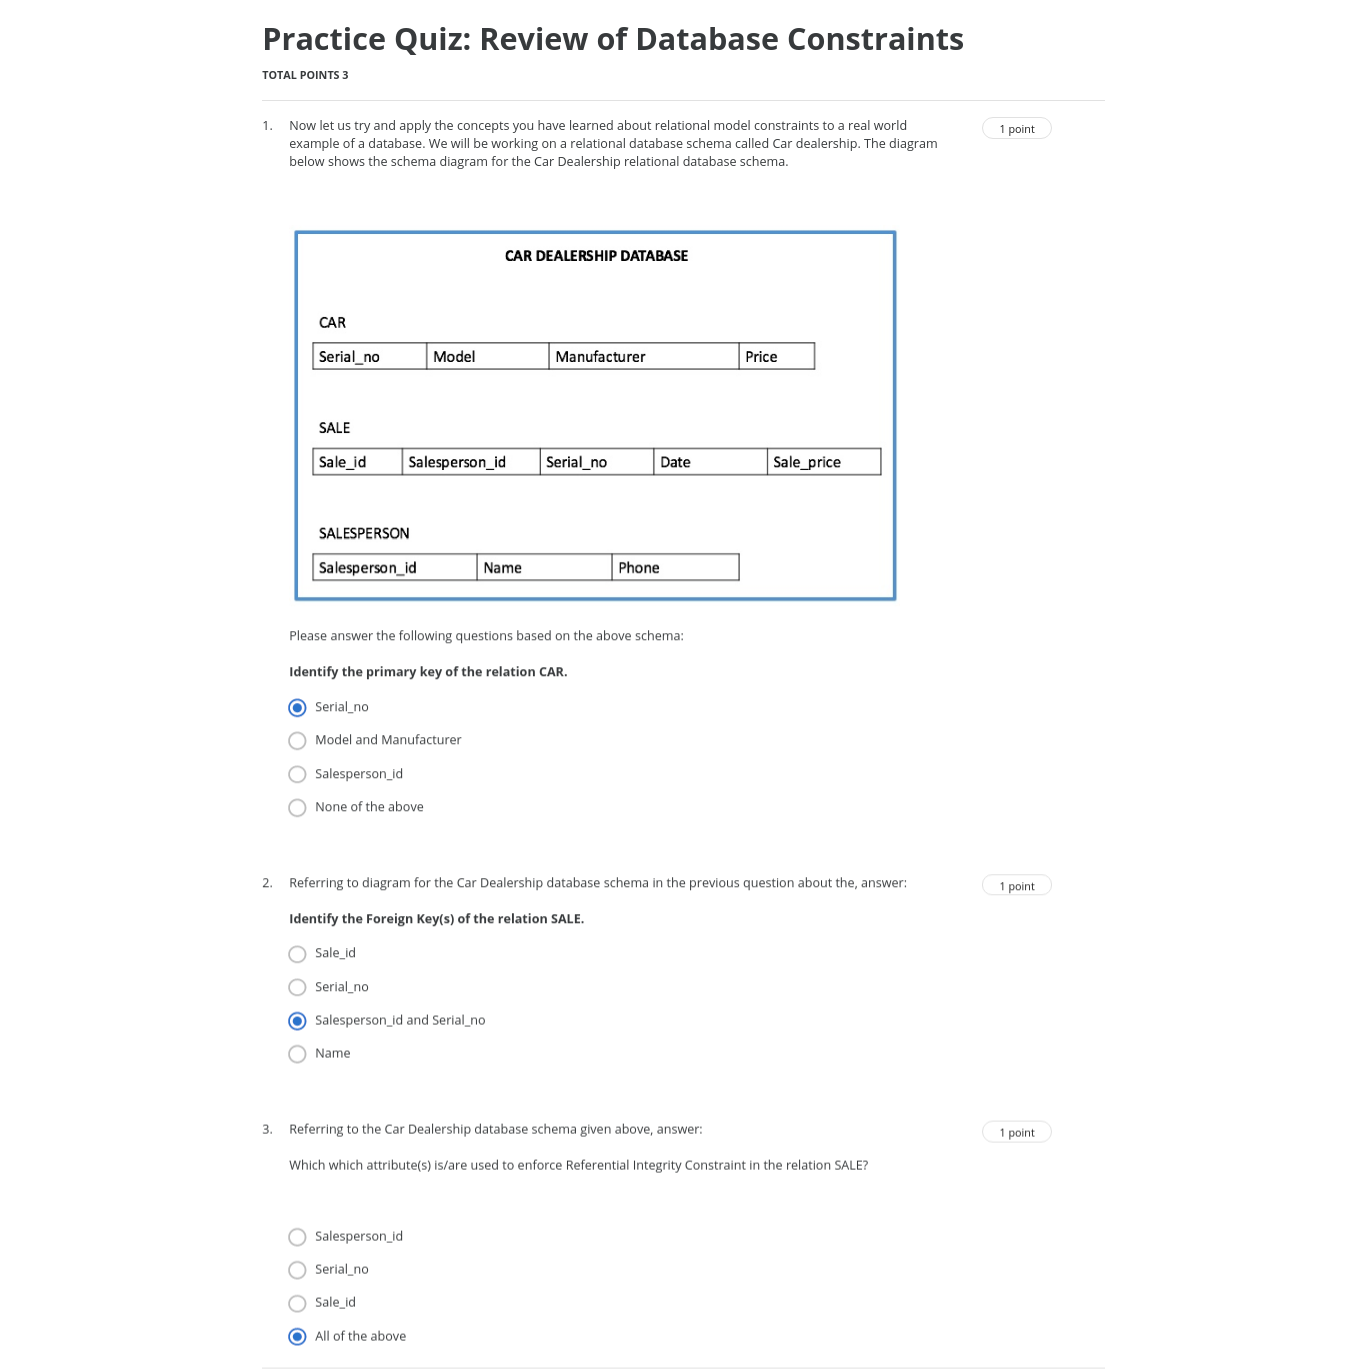 Practice Quiz: Review of Database Constraints
TOTAL POINTS 3
1. Now let us try and apply the concepts you have learned about relational model constraints to a real world
1 point
example of a database. We will be working on a relational database schema called Car dealership. The diagram
below shows the schema diagram for the Car Dealership relational database schema.
CAR DEALERSHIP DATABASE
CAR
Serial_no Model Manufacturer Price
SALE
Sale_id Salesperson_id Serial_no Date Sale_price
SALESPERSON
Salesperson_id Name Phone
Please answer the following questions based on the above schema:
Identify the primary key of the relation CAR.
Serial_no
Model and Manufacturer
Salesperson_id
None of the above
2. Referring to diagram for the Car Dealership database schema in the previous question about the, answer:
1 point
Identify the Foreign Key(s) of the relation SALE.
Sale_id
Serial_no
Salesperson_id and Serial_no
Name
3. Referring to the Car Dealership database schema given above, answer:
1 point
Which which attribute(s) is/are used to enforce Referential Integrity Constraint in the relation SALE?
Salesperson_id
Serial_no
Sale_id
All of the above